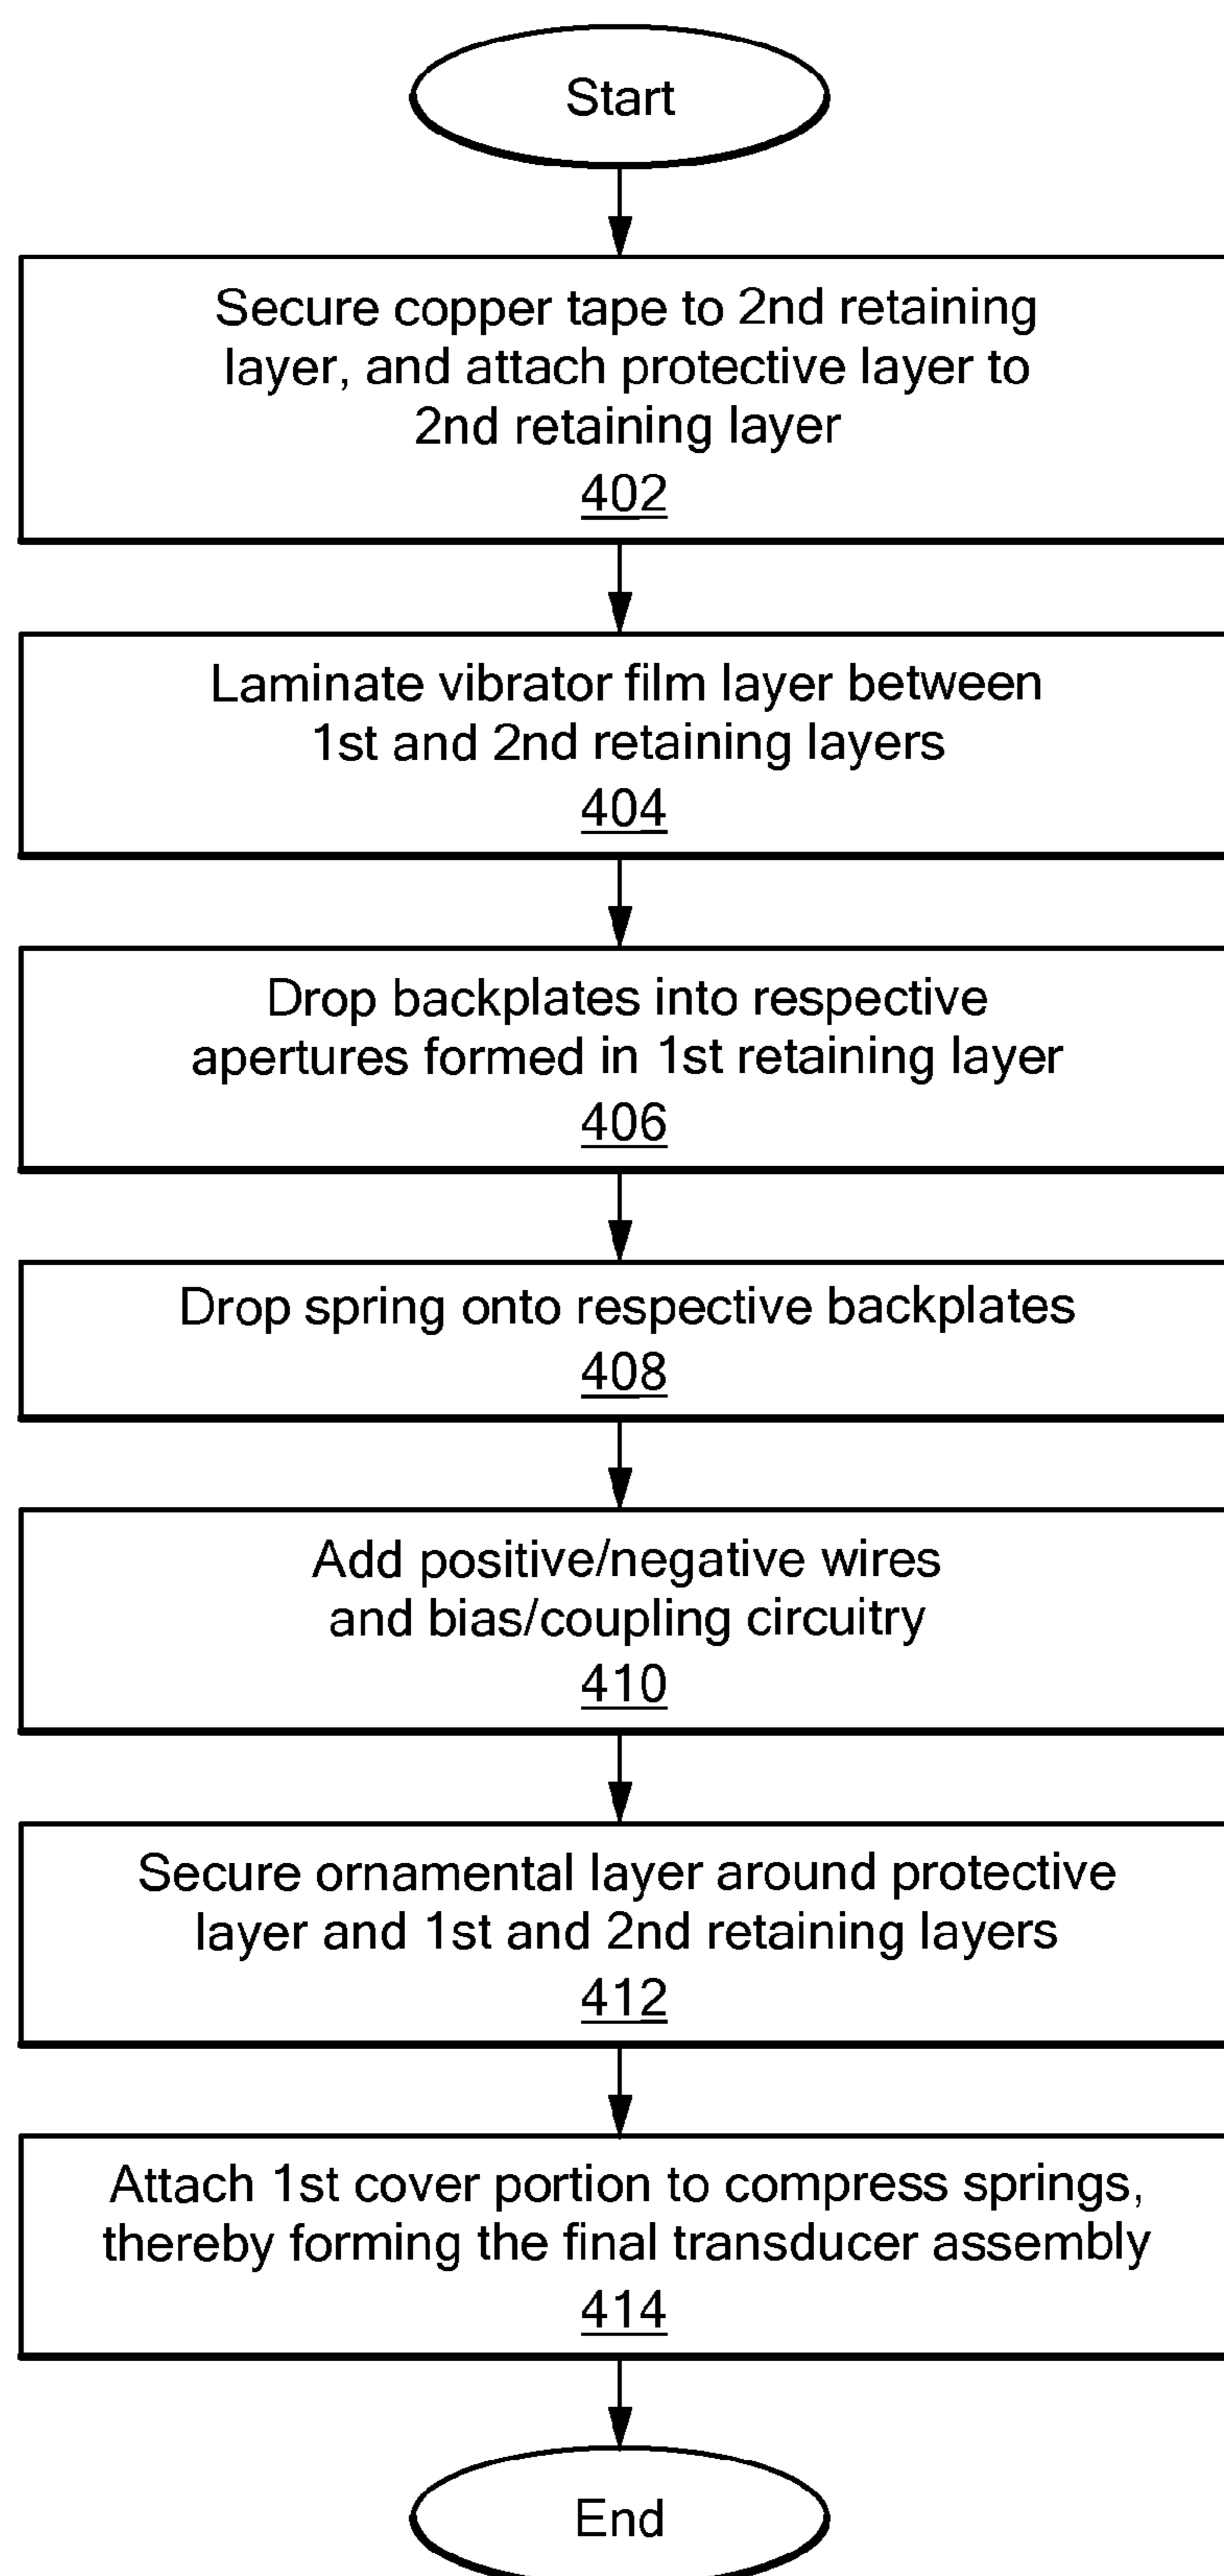 Start
Secure copper tape to 2nd retaining
layer, and attach protective layer to
2nd retaining layer
402
Laminate vibrator film layer between
1st and 2nd retaining layers
404
Drop backplates into respective
apertures formed in 1st retaining layer
406
Drop spring onto respective backplates
408
Add positive/negative wires
and bias/coupling circuitry
410
Secure ornamental layer around protective
layer and 1st and 2nd retaining layers
412
Attach 1st cover portion to compress springs,
thereby forming the final transducer assembly
414
End